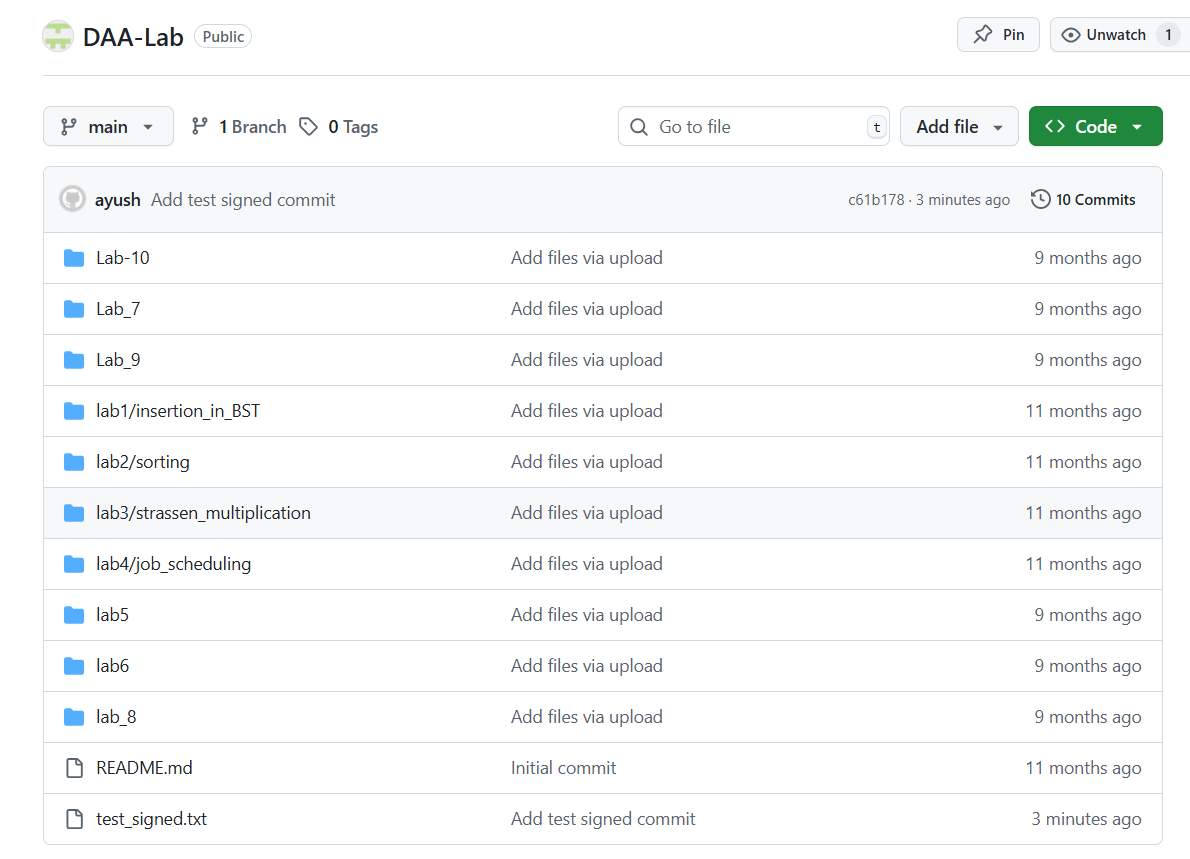 DAA-Lab Public Pin Unwatch 1
main 1 Branch 0 Tags Go to file t Add file Code
ayush Add test signed commit c61b178 · 3 minutes ago 10 Commits
Lab-10 Add files via upload 9 months ago
Lab_7 Add files via upload 9 months ago
Lab_9 Add files via upload 9 months ago
lab1/insertion_in_BST Add files via upload 11 months ago
lab2/sorting Add files via upload 11 months ago
lab3/strassen_multiplication Add files via upload 11 months ago
lab4/job_scheduling Add files via upload 11 months ago
lab5 Add files via upload 9 months ago
lab6 Add files via upload 9 months ago
lab_8 Add files via upload 9 months ago
README.md Initial commit 11 months ago
test_signed.txt Add test signed commit 3 minutes ago